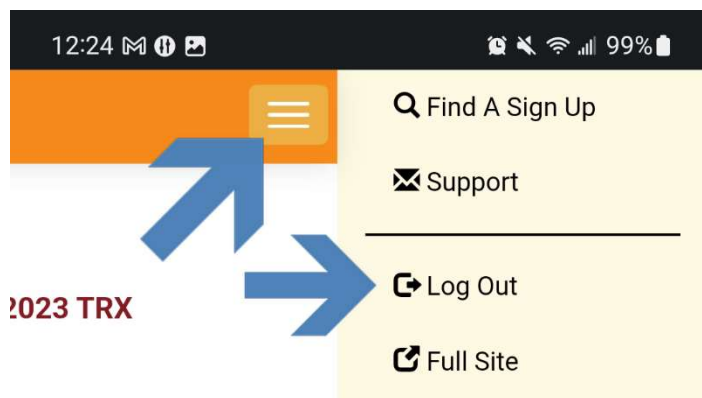 12:24 99%
Find A Sign Up
Support
Log Out
2023 TRX
Full Site